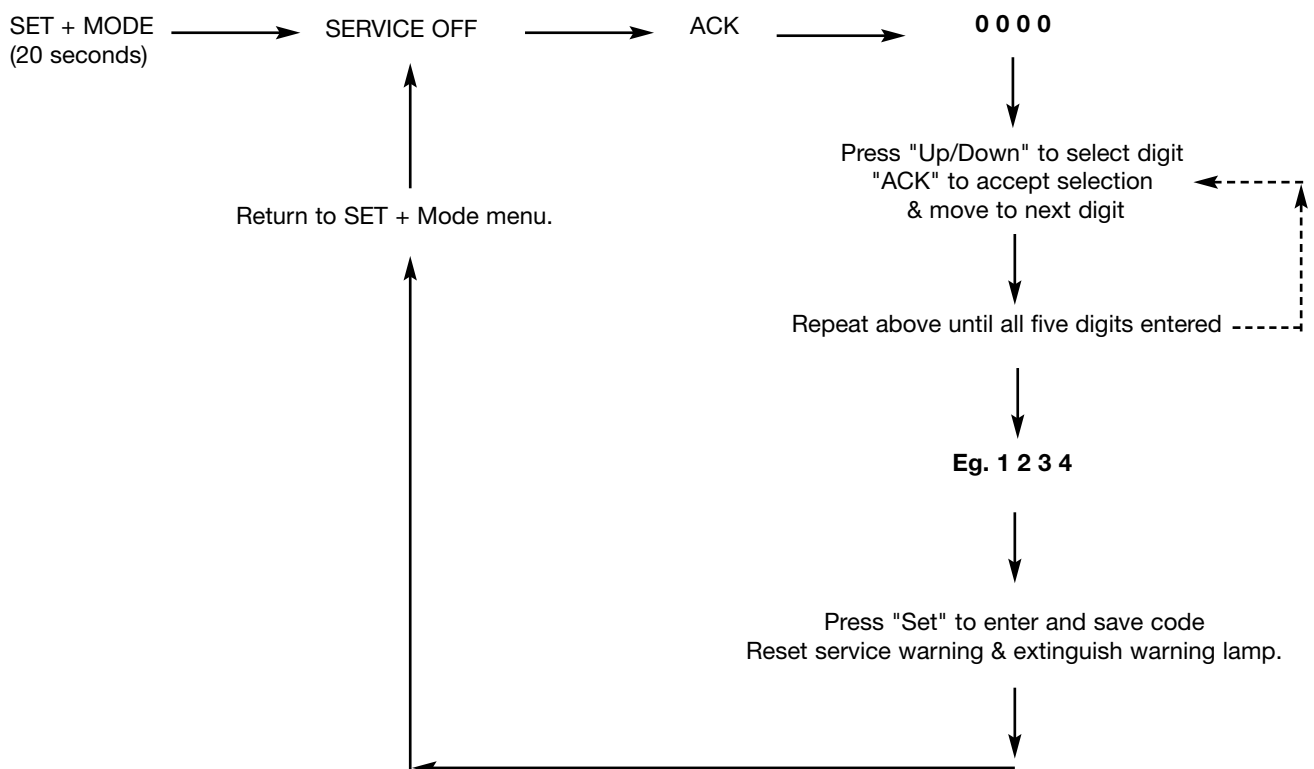 SET + MODE
(20 seconds)
SERVICE OFF
ACK
0 0 0 0
Press "Up/Down" to select digit
"ACK" to accept selection
& move to next digit
Return to SET + Mode menu.
Repeat above until all five digits entered
Eg. 1 2 3 4
Press "Set" to enter and save code
Reset service warning & extinguish warning lamp.